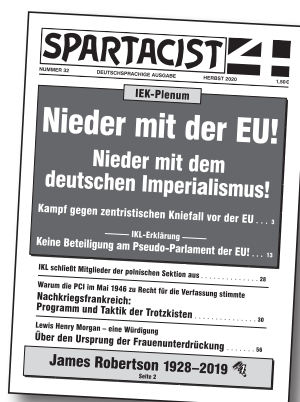 SPARTACIST
NUMMER 32 DEUTSCHSPRACHIGE AUSGABE HERBST 2020 1,50€
IEK-Plenum
Nieder mit der EU!
Nieder mit dem
deutschen Imperialismus!
Kampf gegen zentristischen Kniefall vor der EU . . . 3
IKL-Erklärung
Keine Beteiligung am Pseudo-Parlament der EU! . . . 13
IKL schließt Mitglieder der polnischen Sektion aus . . . . . . . . . . . . . . 28
Warum die PCI im Mai 1946 zu Recht für die Verfassung stimmte
Nachkriegsfrankreich:
Programm und Taktik der Trotzkisten . . . . . . . . . . . . . . 30
Lewis Henry Morgan – eine Würdigung
Über den Ursprung der Frauenunterdrückung . . . . . . . 56
James Robertson 1928–2019
Seite 2